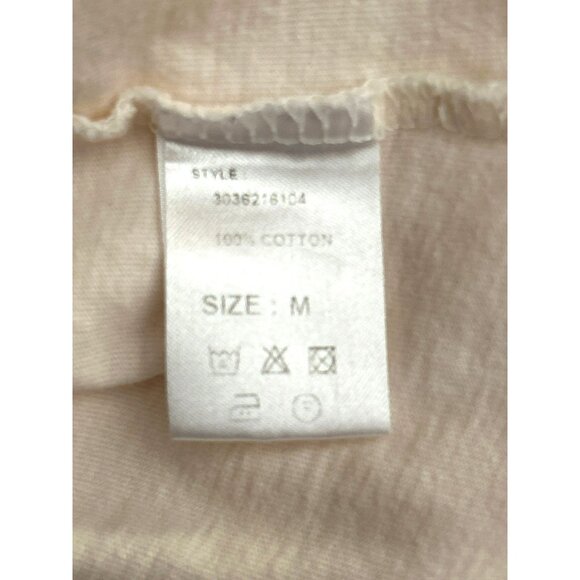 STYLE
3036216104
100% COTTON
SIZE : M